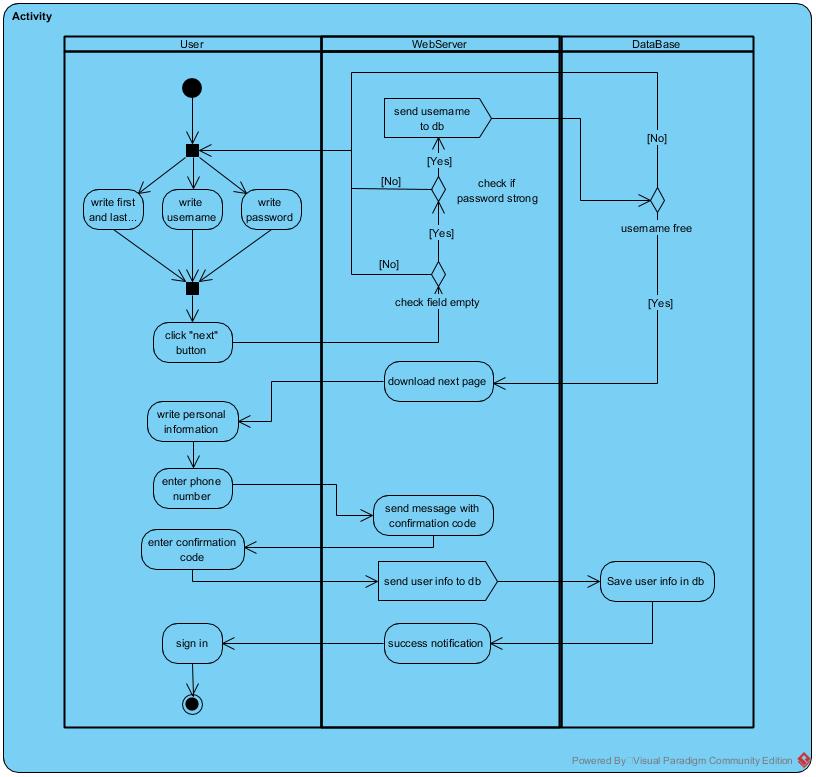 Activity
User
WebServer
DataBase
send username
to db
[No]
[Yes]
[No]
check if
password strong
write first
and last...
write
username
write
password
username free
[Yes]
[No]
check field empty
[Yes]
click "next"
button
download next page
write personal
information
enter phone
number
send message with
confirmation code
enter confirmation
code
send user info to db
Save user info in db
sign in
success notification
Powered By Visual Paradigm Community Edition